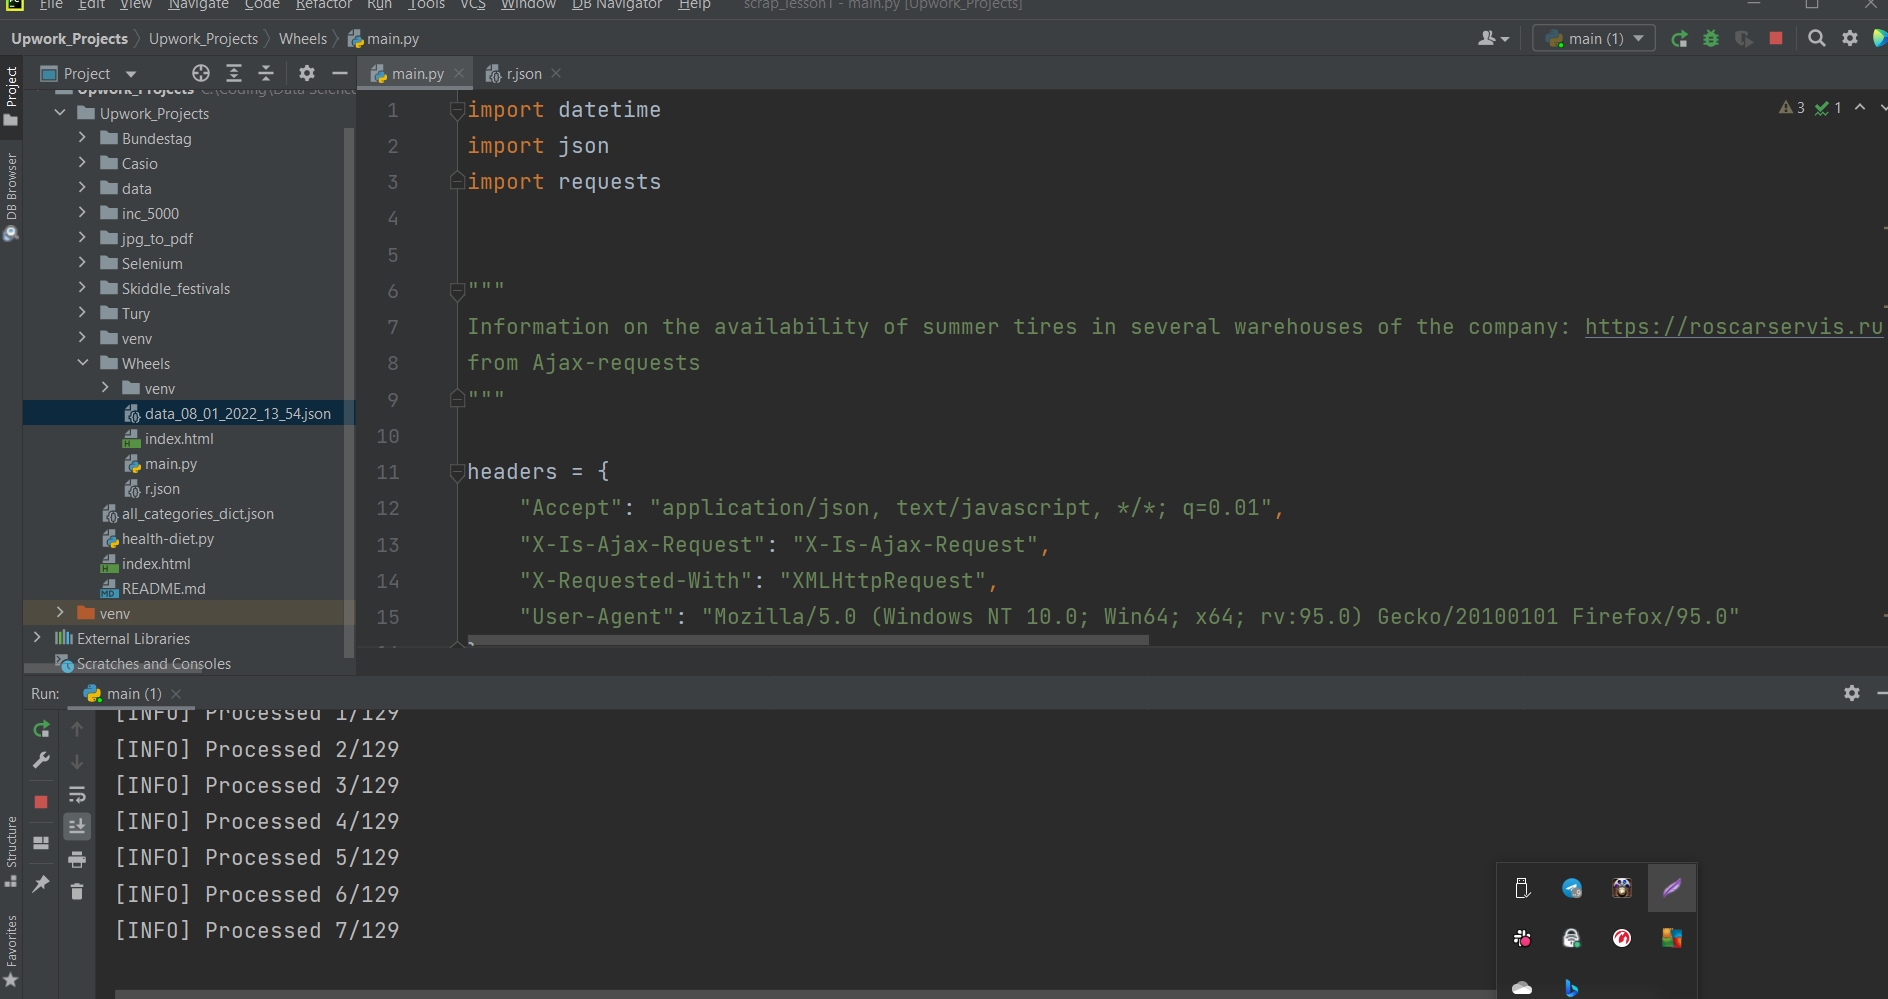 File Edit View Navigate Code Refactor Run Tools VCS Window DB Navigator Help scrap_lesson1 - main.py [Upwork_Projects]
Upwork_Projects Upwork_Projects Wheels main.py main (1)
Project
main.py
r.json
Project
DB Browser
Structure
Favorites
Upwork_Projects C:\Coding\Data Science
Upwork_Projects
Bundestag
Casio
data
inc_5000
jpg_to_pdf
Selenium
Skiddle_festivals
Tury
venv
Wheels
venv
data_08_01_2022_13_54.json
index.html
main.py
r.json
all_categories_dict.json
health-diet.py
index.html
README.md
venv
External Libraries
Scratches and Consoles
3 1
1 import datetime
2 import json
3 import requests
4
5
6 """
7 Information on the availability of summer tires in several warehouses of the company: https://roscarservis.ru
8 from Ajax-requests
9 """
10
11 headers = {
12 "Accept": "application/json, text/javascript, */*; q=0.01",
13 "X-Is-Ajax-Request": "X-Is-Ajax-Request",
14 "X-Requested-With": "XMLHttpRequest",
15 "User-Agent": "Mozilla/5.0 (Windows NT 10.0; Win64; x64; rv:95.0) Gecko/20100101 Firefox/95.0"
Run: main (1)
[INFO] Processed 1/129
[INFO] Processed 2/129
[INFO] Processed 3/129
[INFO] Processed 4/129
[INFO] Processed 5/129
[INFO] Processed 6/129
[INFO] Processed 7/129